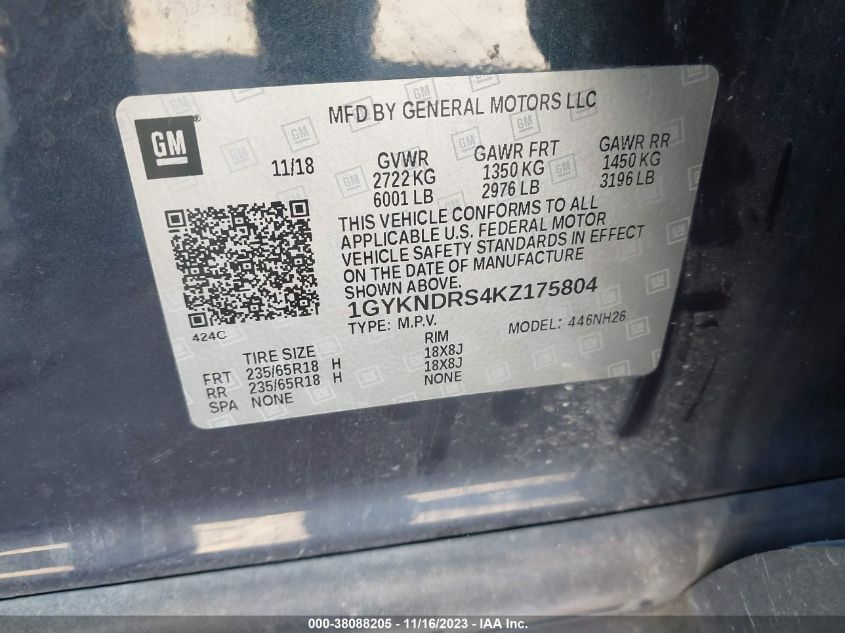 MFD BY GENERAL MOTORS LLC
GM
®
11/18
GVWR
2722 KG
6001 LB
GAWR FRT
1350 KG
2976 LB
GAWR RR
1450 KG
3196 LB
THIS VEHICLE CONFORMS TO ALL
APPLICABLE U.S. FEDERAL MOTOR
VEHICLE SAFETY STANDARDS IN EFFECT
ON THE DATE OF MANUFACTURE
SHOWN ABOVE.
1GYKNDRS4KZ175804
TYPE: M.P.V.
MODEL: 446NH26
424C
TIRE SIZE RIM
FRT 235/65R18 H 18X8J
RR 235/65R18 H 18X8J
SPA NONE NONE
000-38088205 - 11/16/2023 - IAA Inc.